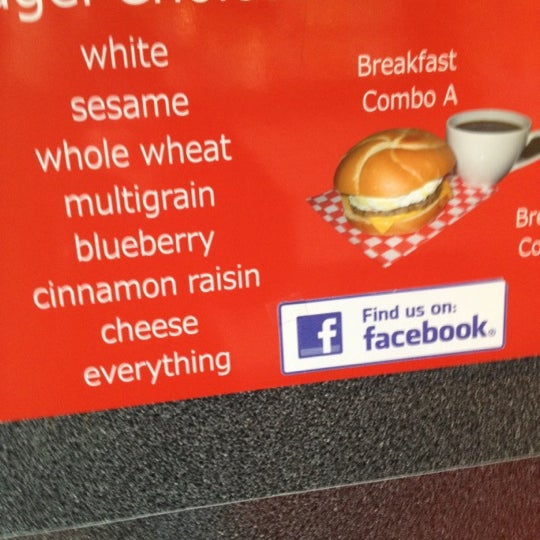 white
sesame
whole wheat
multigrain
blueberry
cinnamon raisin
cheese
everything
Breakfast
Combo A
f Find us on:
facebook®